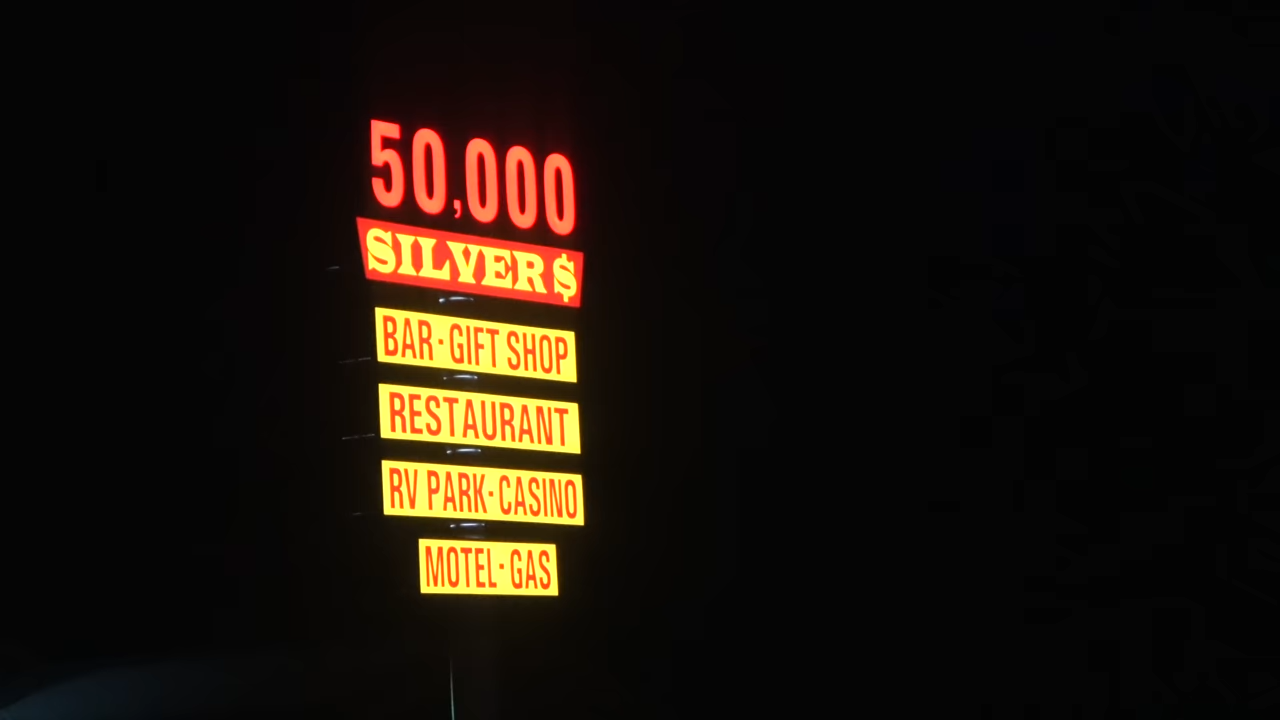 50,000
SILVER$
BAR·GIFT SHOP
RESTAURANT
RV PARK·CASINO
MOTEL·GAS